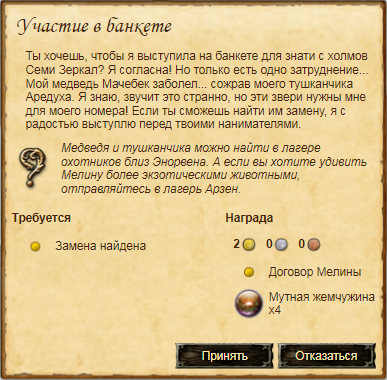 Участие в банкете
Ты хочешь, чтобы я выступила на банкете для знати с холмов
Семи Зеркал? Я согласна! Но только есть одно затруднение...
Мой медведь Мачебек заболел... сожрав моего тушканчика
Аредуха. Я знаю, звучит это странно, но эти звери нужны мне
для моего номера! Если ты сможешь найти им замену, я с
радостью выступлю перед твоими нанимателями.
Медведя и тушканчика можно найти в лагере
охотников близ Энорвена. А если вы хотите удивить
Мелину более экзотическими животными,
отправляйтесь в лагерь Арзен.
Требуется
Замена найдена
Награда
2 0 0
Договор Мелины
Мутная жемчужина
x4
Принять Отказаться